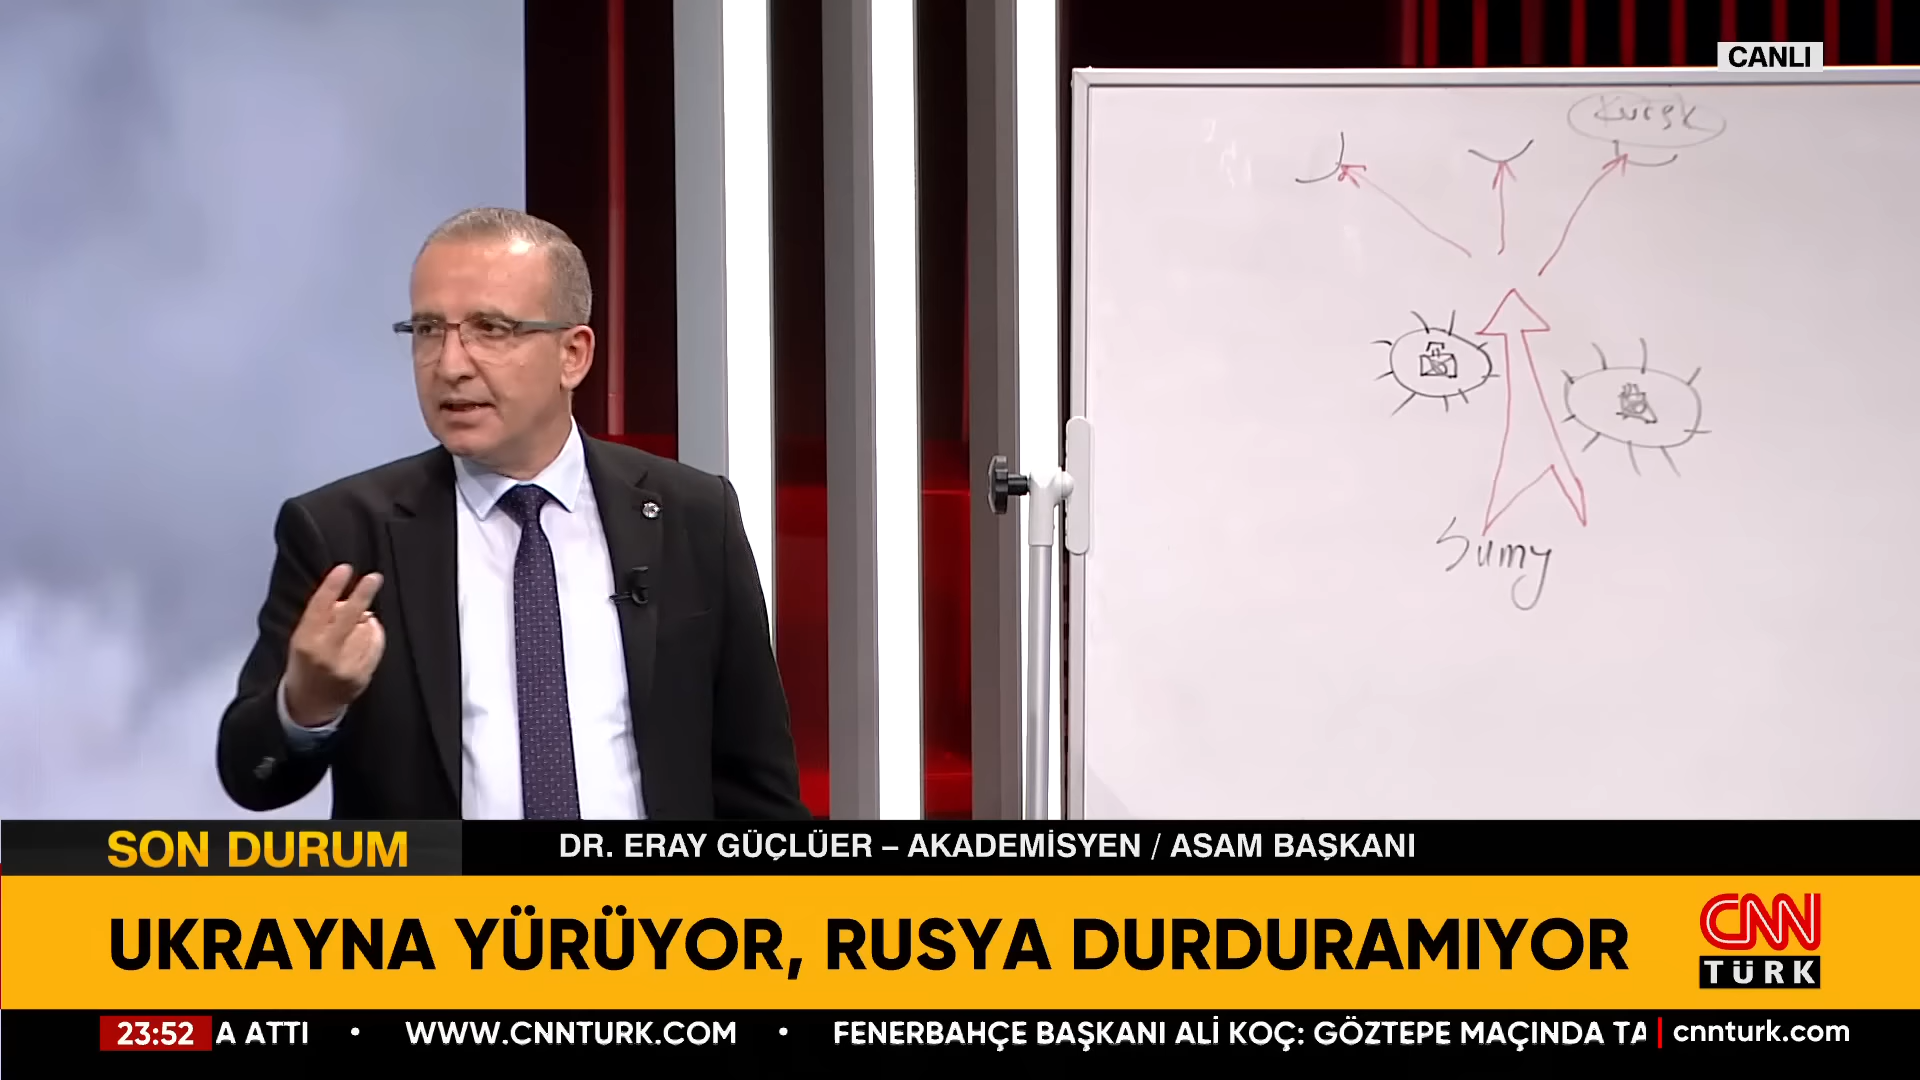 CANLI
Kursk
Sumy
SON DURUM
DR. ERAY GÜÇLÜER – AKADEMİSYEN / ASAM BAŞKANI
UKRAYNA YÜRÜYOR, RUSYA DURDURAMIYOR
CNN
TÜRK
23:52 A ATTI • WWW.CNNTURK.COM • FENERBAHÇE BAŞKANI ALİ KOÇ: GÖZTEPE MAÇINDA TA cnnturk.com